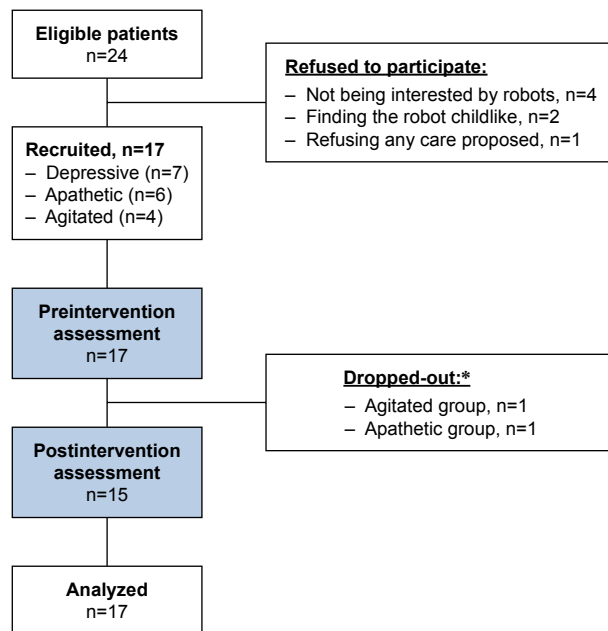 Eligible patients
n=24
Refused to participate:
– Not being interested by robots, n=4
– Finding the robot childlike, n=2
– Refusing any care proposed, n=1
Recruited, n=17
– Depressive (n=7)
– Apathetic (n=6)
– Agitated (n=4)
Preintervention
assessment
n=17
Dropped-out:*
– Agitated group, n=1
– Apathetic group, n=1
Postintervention
assessment
n=15
Analyzed
n=17